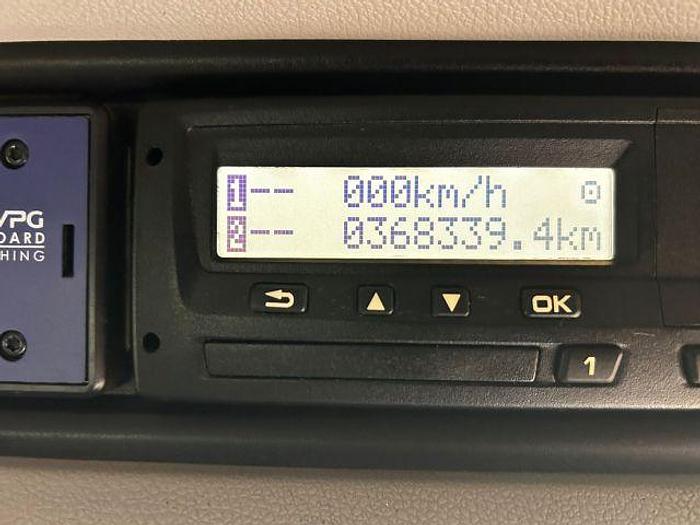 VPG
OARD
HING
1-- 000km/h
2-- 0368339.4km
OK
1